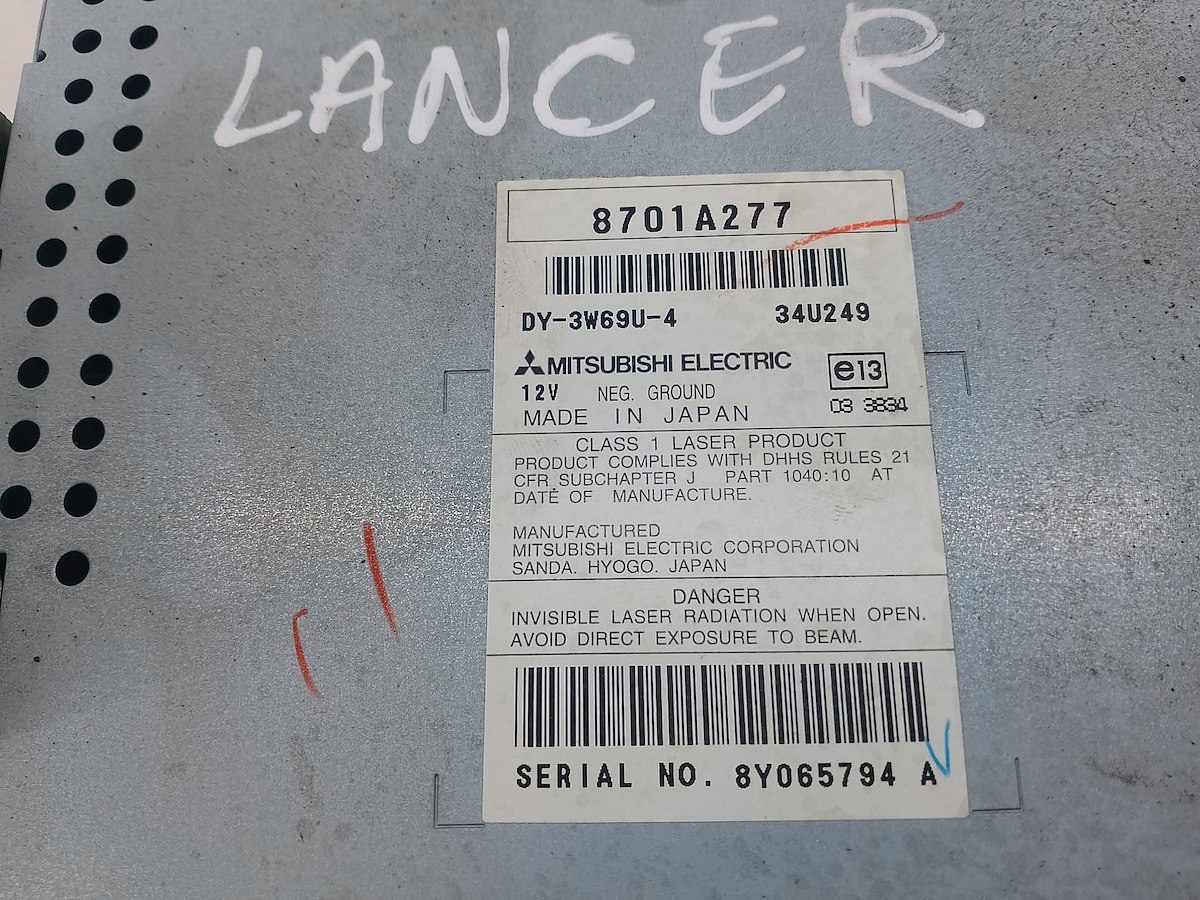 LANCER
8701A277
DY-3W69U-4 34U249
MITSUBISHI ELECTRIC e13
12V NEG. GROUND 03 3834
MADE IN JAPAN
CLASS 1 LASER PRODUCT
PRODUCT COMPLIES WITH DHHS RULES 21
CFR SUBCHAPTER J PART 1040:10 AT
DATE OF MANUFACTURE.
MANUFACTURED
MITSUBISHI ELECTRIC CORPORATION
SANDA. HYOGO. JAPAN
DANGER
INVISIBLE LASER RADIATION WHEN OPEN.
AVOID DIRECT EXPOSURE TO BEAM.
SERIAL NO. 8Y065794 A